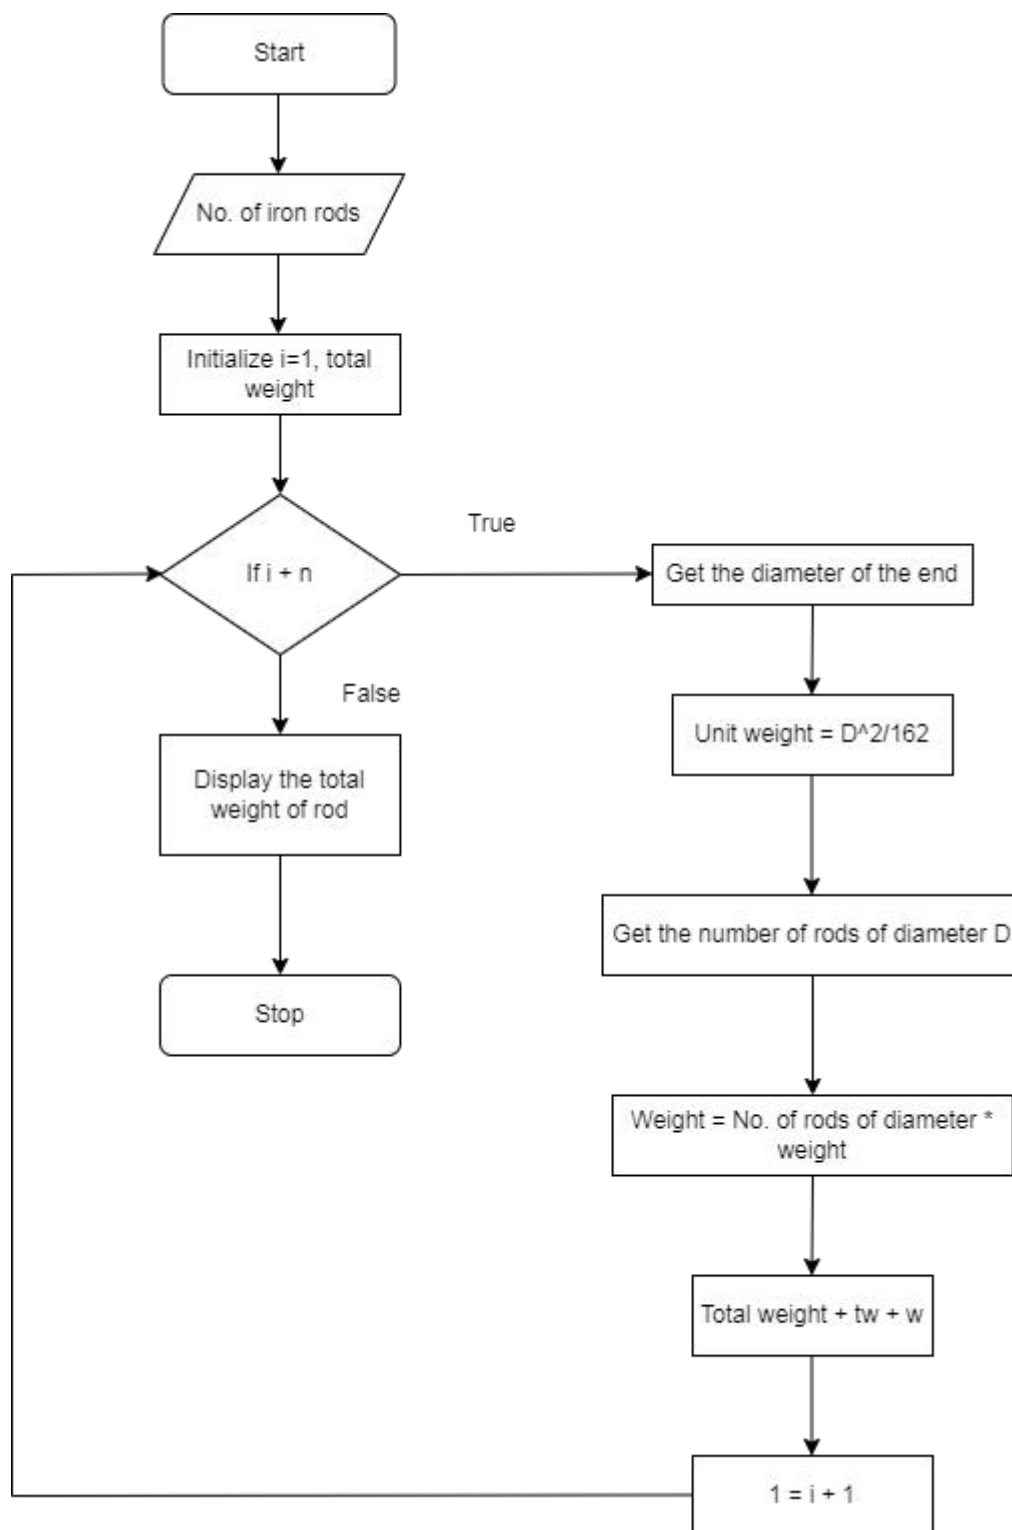 Start
No. of iron rods
Initialize i=1, total
weight
If i + n
True
Get the diameter of the end
Unit weight = D^2/162
False
Display the total
weight of rod
Get the number of rods of diameter D
Stop
Weight = No. of rods of diameter *
weight
Total weight + tw + w
1 = i + 1